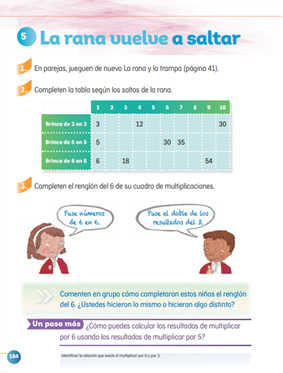 5 La rana vuelve a saltar
1. En parejas, jueguen de nuevo La rana y la trampa (página 41).
2. Completen la tabla según los saltos de la rana.
1 2 3 4 5 6 7 8 9 10
Brinca de 3 en 3 3 12 30
Brinca de 5 en 5 5 30 35
Brinca de 6 en 6 6 18 54
3. Completen el renglón del 6 de su cuadro de multiplicaciones.
Puse números
de 6 en 6.
Puse el doble de los
resultados del 3.
Comenten en grupo cómo completaron estos niños el renglón
del 6. ¿Ustedes hicieron lo mismo o hicieron algo distinto?
Un paso más ¿Cómo puedes calcular los resultados de multiplicar
por 6 usando los resultados de multiplicar por 5?
184 Identificar la relación que existe al multiplicar por 6 y por 3.